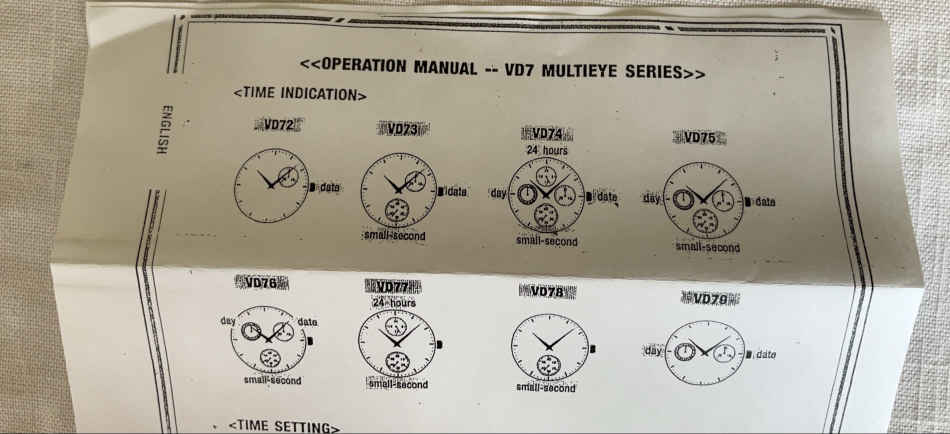 <<OPERATION MANUAL -- VD7 MULTIEYE SERIES>>
<TIME INDICATION>
ENGLISH
VD72 VD73 VD74 VD75
24 hours
date date day date day date
small-second small-second small-second
VD76 VD77 VD78 VD79
24-hours
day date day date
small-second small-second small-second
<TIME SETTING>